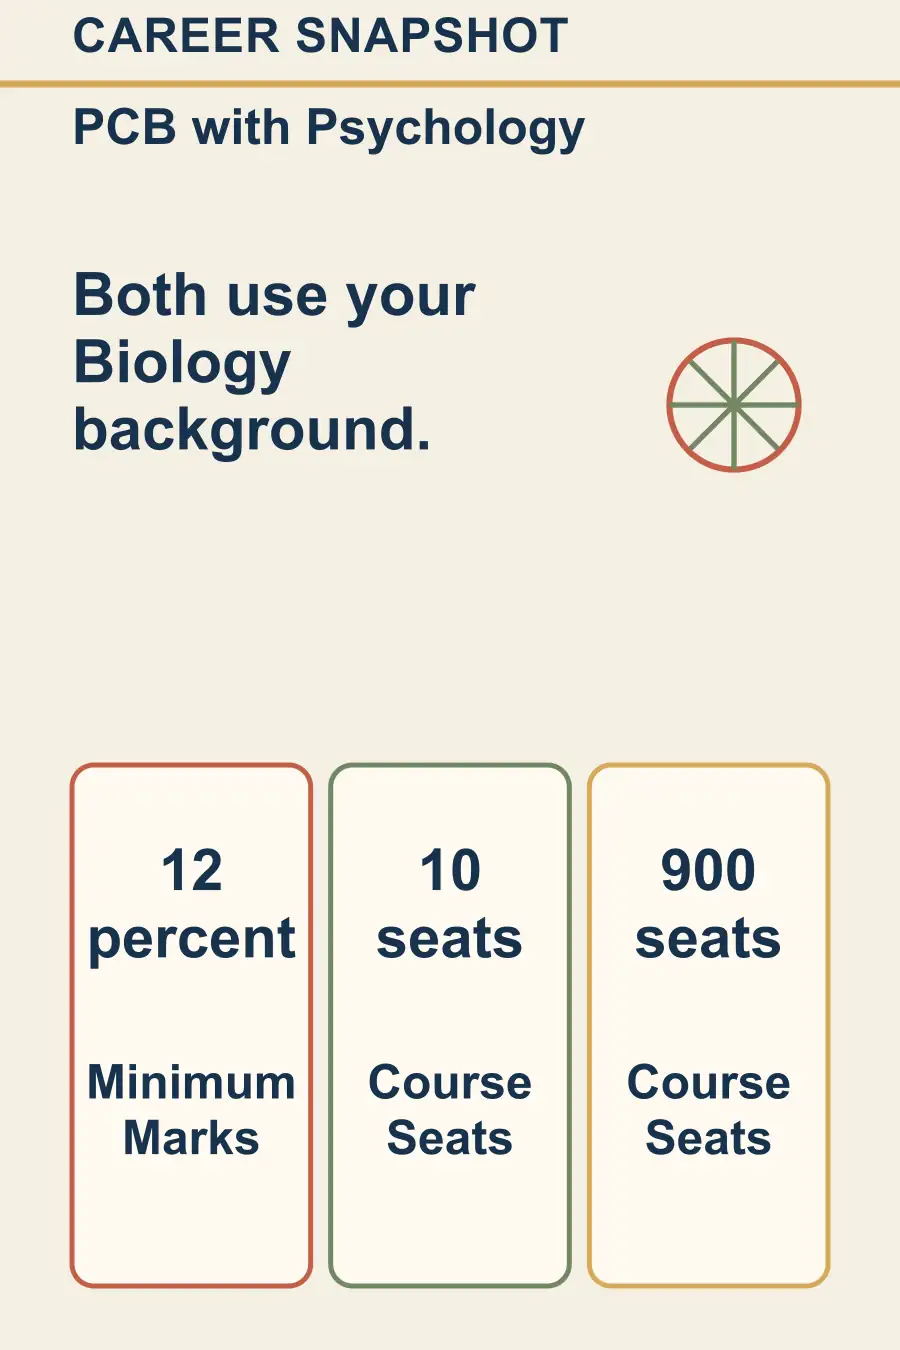 CAREER SNAPSHOT
PCB with Psychology
Both use your
Biology
background.
12
percent
Minimum
Marks
10
seats
Course
Seats
900
seats
Course
Seats